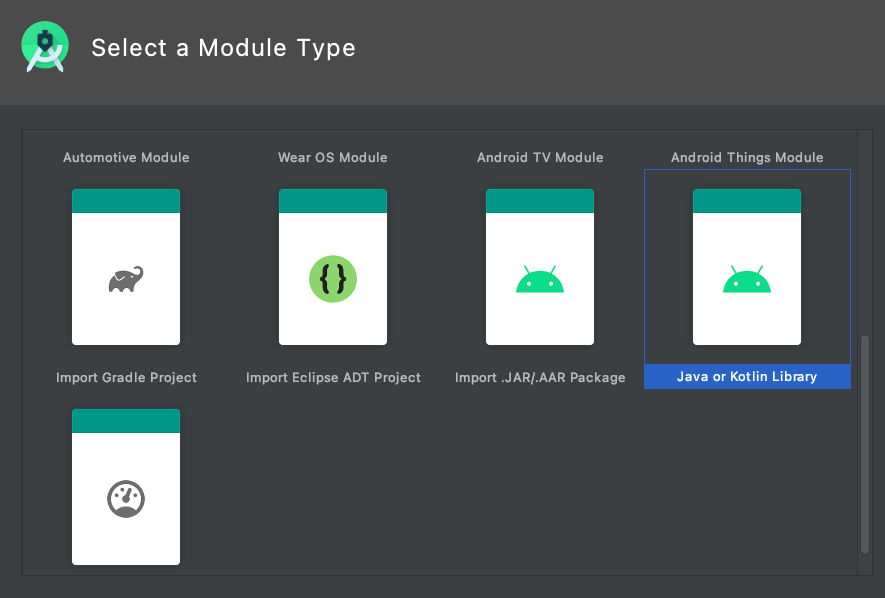 Select a Module Type
Automotive Module
Wear OS Module
Android TV Module
Android Things Module
{}
Import Gradle Project
Import Eclipse ADT Project
Import .JAR/.AAR Package
Java or Kotlin Library